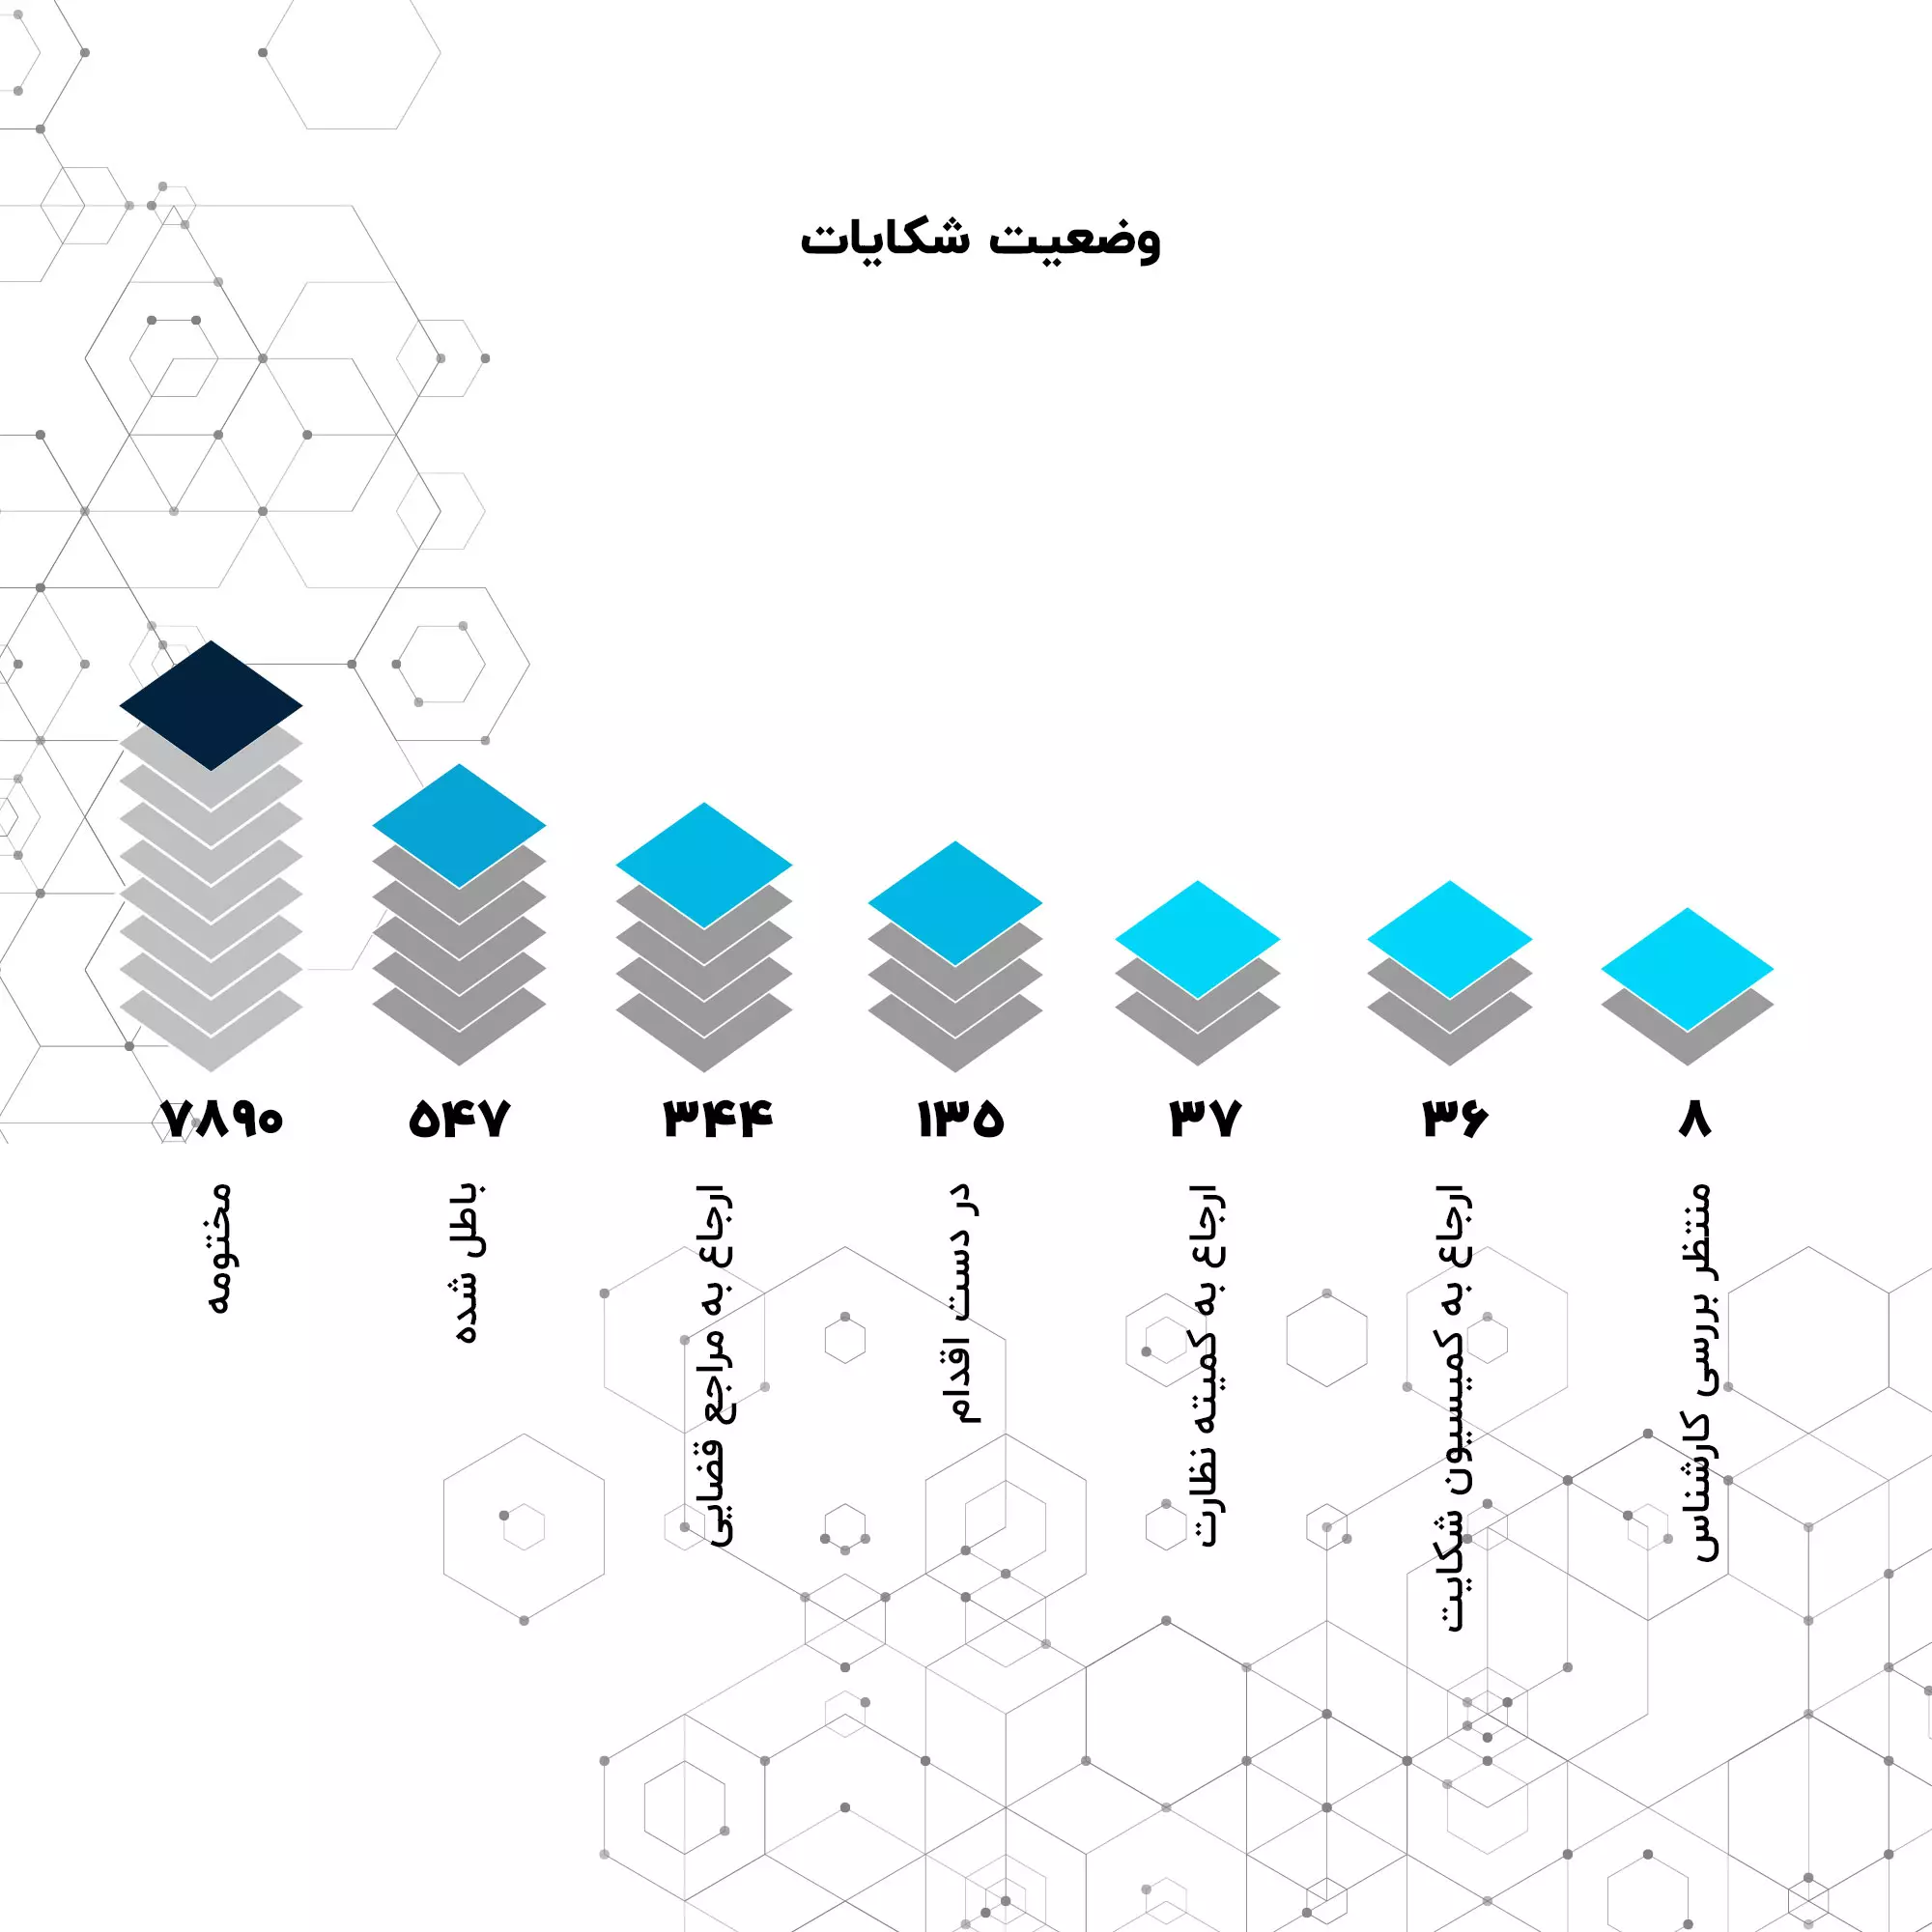 وضعیت شکایات
۷۸۹۰
۵۴۷
۳۴۴
۱۳۵
۳۷
۳۶
۸
مختومه
باطل شده
ارجاع به مراجع قضایی
در دست اقدام
ارجاع به کمیته نظارت
ارجاع به کمیسیون شکایت
منتظر بررسی کارشناس